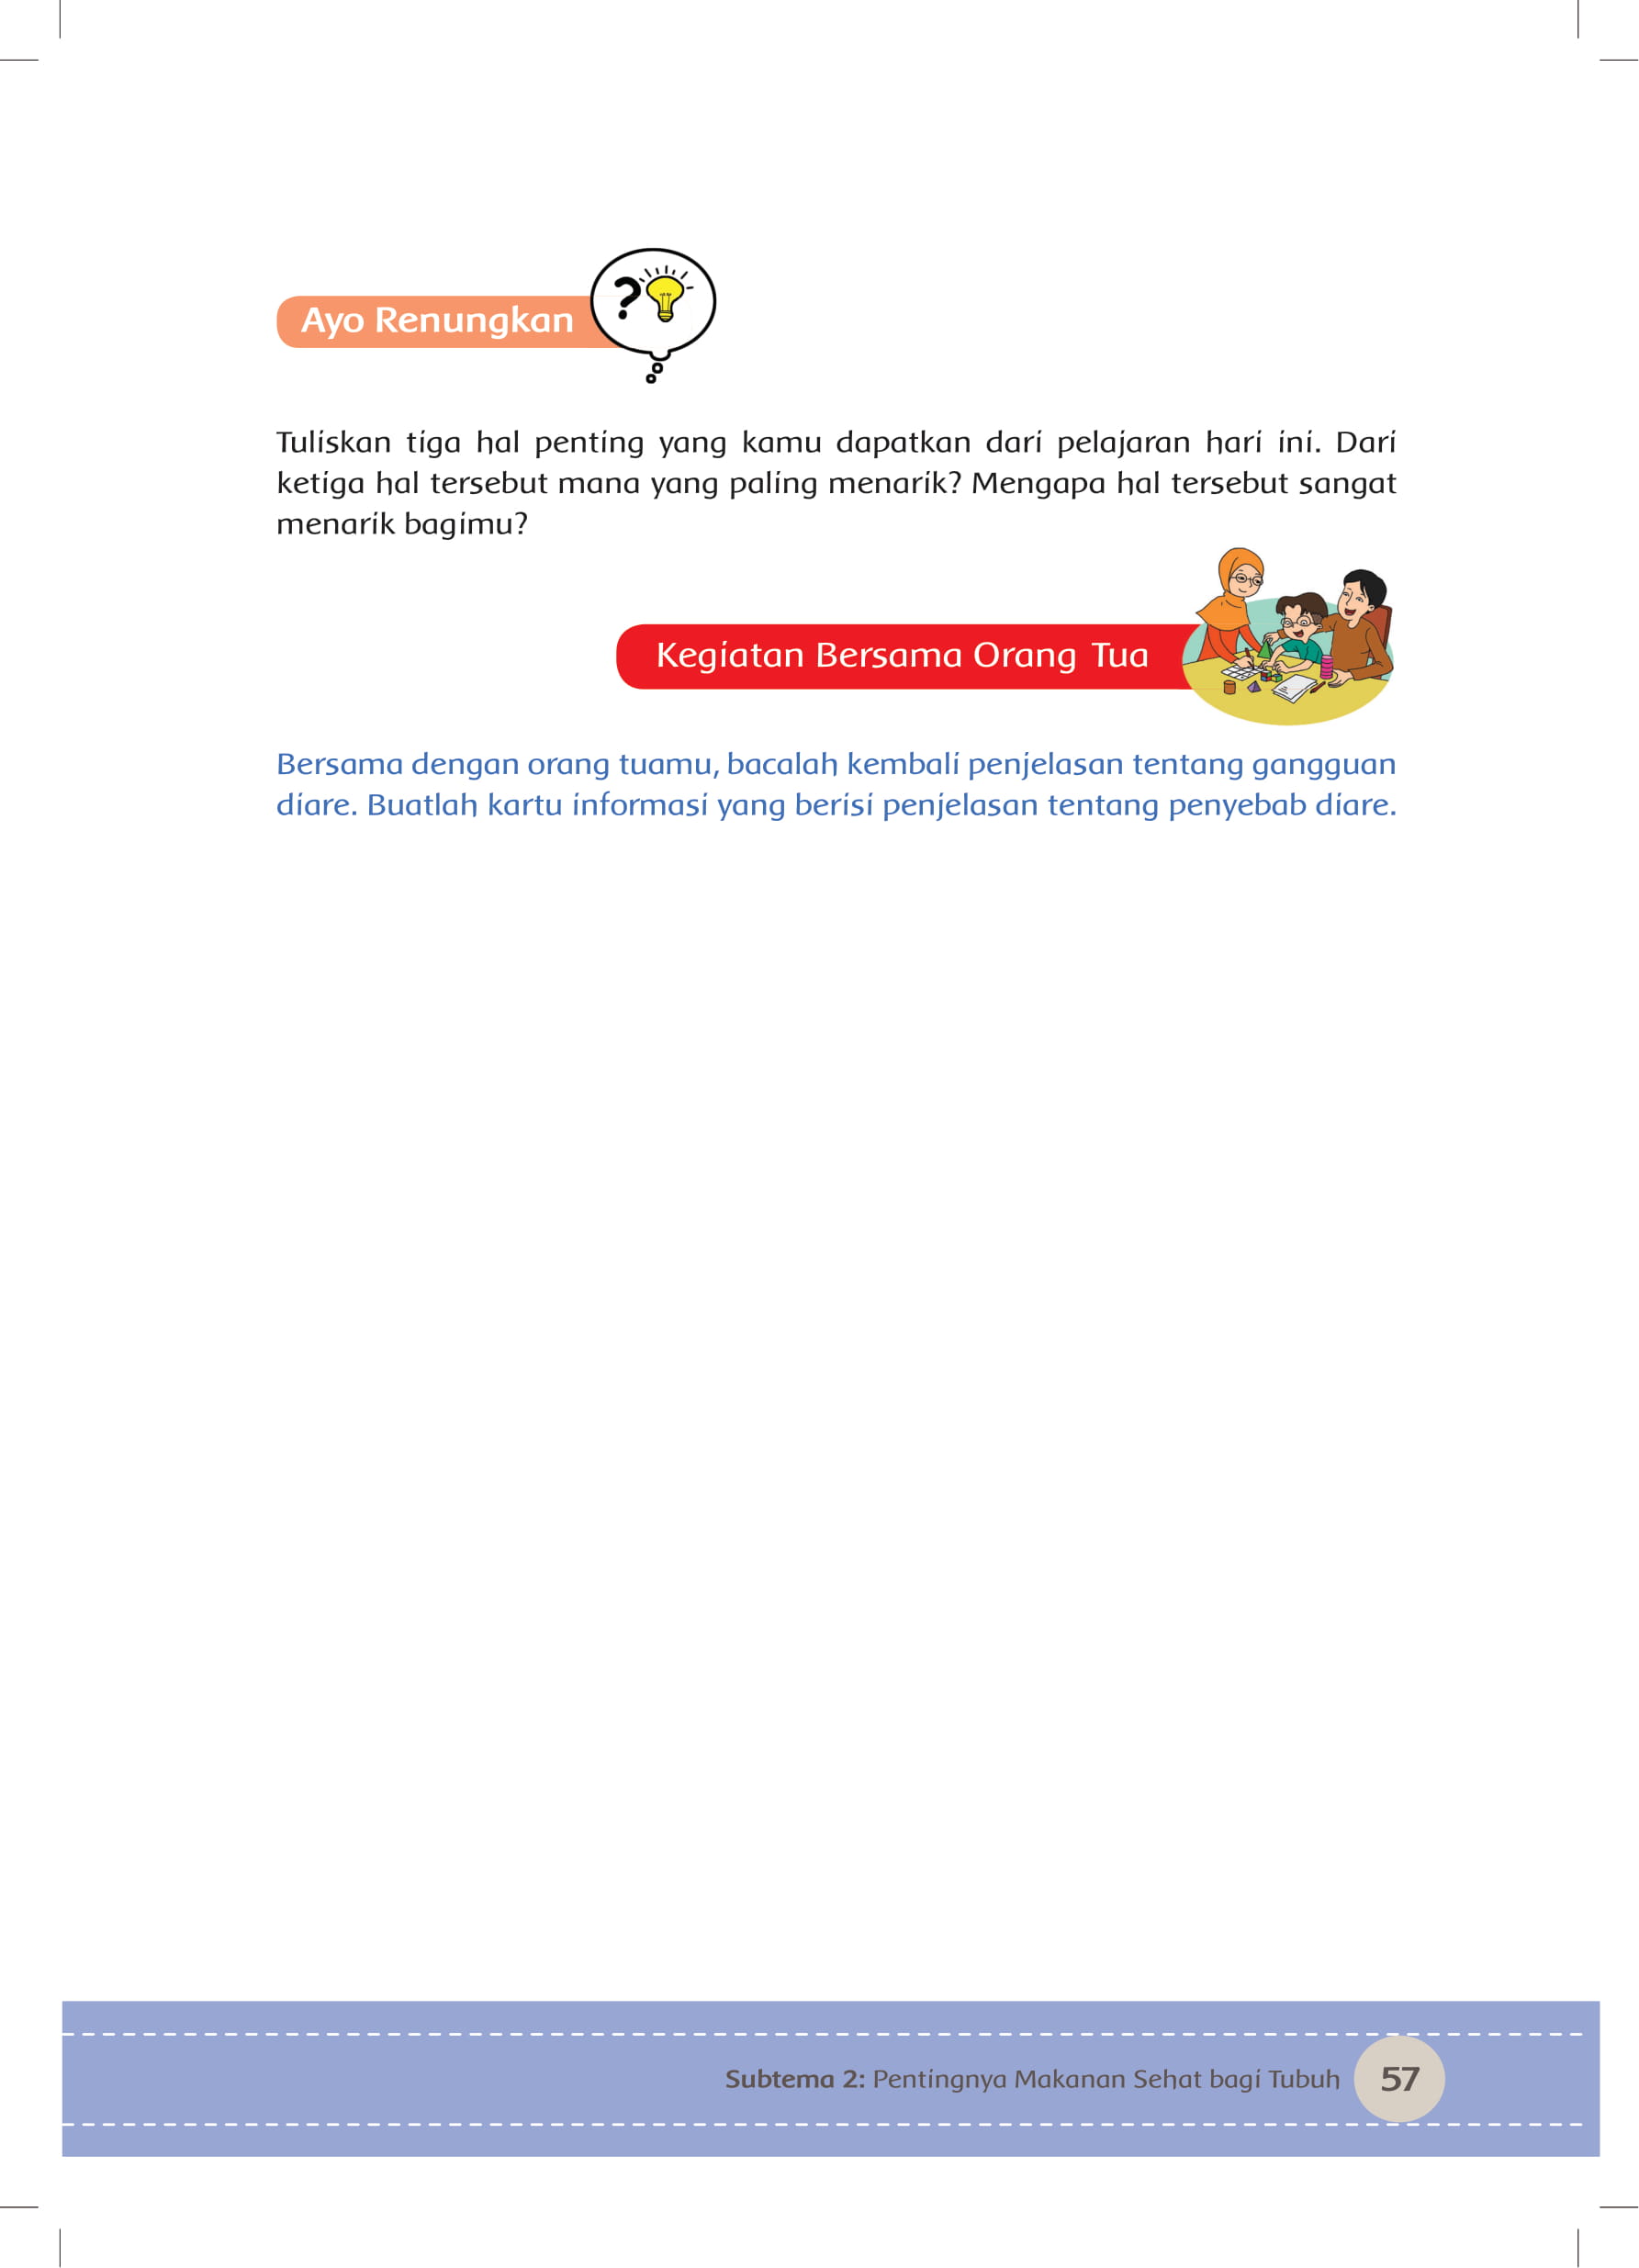 Ayo Renungkan
Tuliskan tiga hal penting yang kamu dapatkan dari pelajaran hari ini. Dari
ketiga hal tersebut mana yang paling menarik? Mengapa hal tersebut sangat
menarik bagimu?
Kegiatan Bersama Orang Tua
Bersama dengan orang tuamu, bacalah kembali penjelasan tentang gangguan
diare. Buatlah kartu informasi yang berisi penjelasan tentang penyebab diare.
Subtema 2: Pentingnya Makanan Sehat bagi Tubuh 57